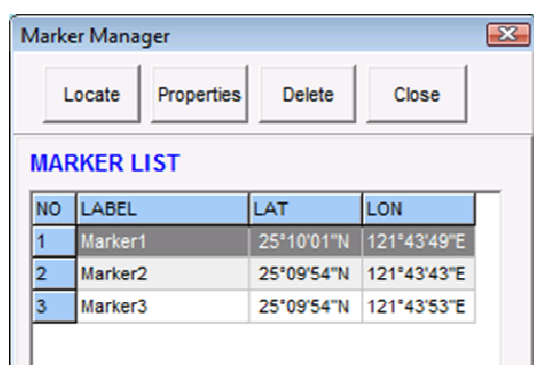 Marker Manager
Locate Properties Delete Close
MARKER LIST
NO LABEL LAT LON
1 Marker1 25°10'01"N 121°43'49"E
2 Marker2 25°09'54"N 121°43'43"E
3 Marker3 25°09'54"N 121°43'53"E